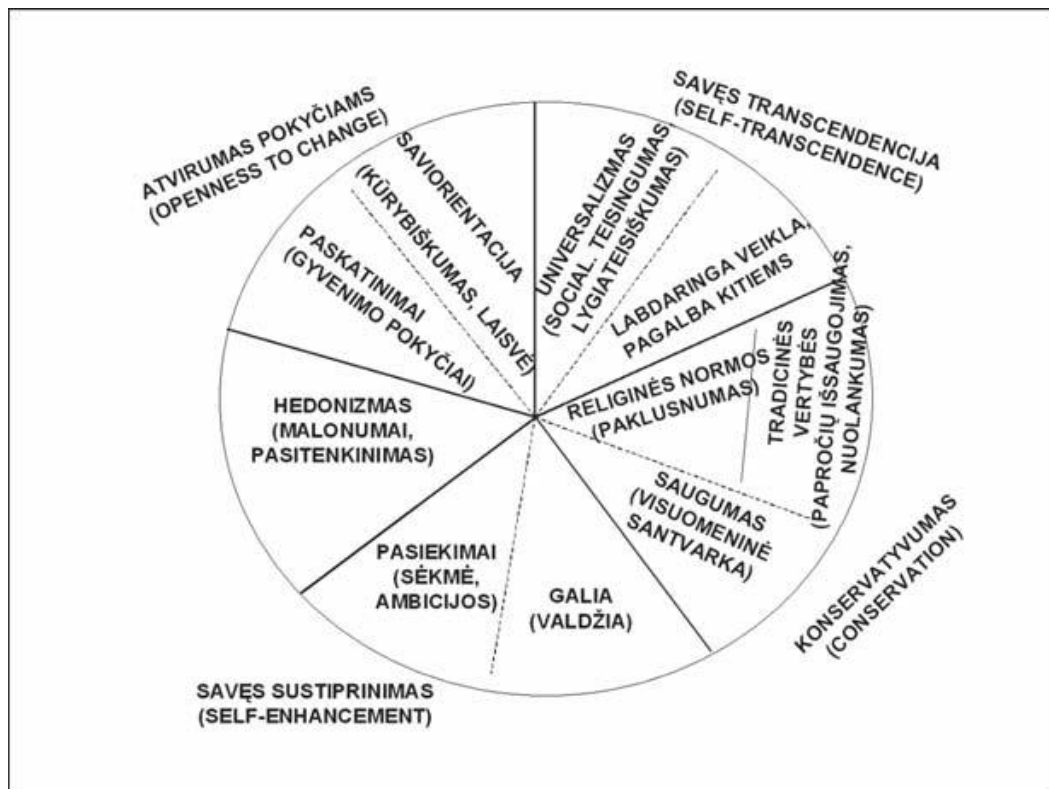 ATVIRUMAS POKYČIAMS
(OPENNESS TO CHANGE)
SAVĘS TRANSCENDENCIJA
(SELF-TRANSCENDENCE)
SAVIORIENTACIJA
(KŪRYBIŠKUMAS, LAISVĖ)
PASKATINIMAI
(GYVENIMO POKYČIAI)
UNIVERSALIZMAS
(SOCIAL. TEISINGUMAS,
LYGIATEISIŠKUMAS)
LABDARINGA VEIKLA,
PAGALBA KITIEMS
RELIGINĖS NORMOS
(PAKLUSNUMAS)
TRADICINĖS
VERTYBĖS
(PAPROČIŲ IŠSAUGOJIMAS,
NUOLANKUMAS)
SAUGUMAS
(VISUOMENINĖ
SANTVARKA)
HEDONIZMAS
(MALONUMAI,
PASITENKINIMAS)
PASIEKIMAI
(SĖKMĖ,
AMBICIJOS)
GALIA
(VALDŽIA)
KONSERVATYVUMAS
(CONSERVATION)
SAVĘS SUSTIPRINIMAS
(SELF-ENHANCEMENT)